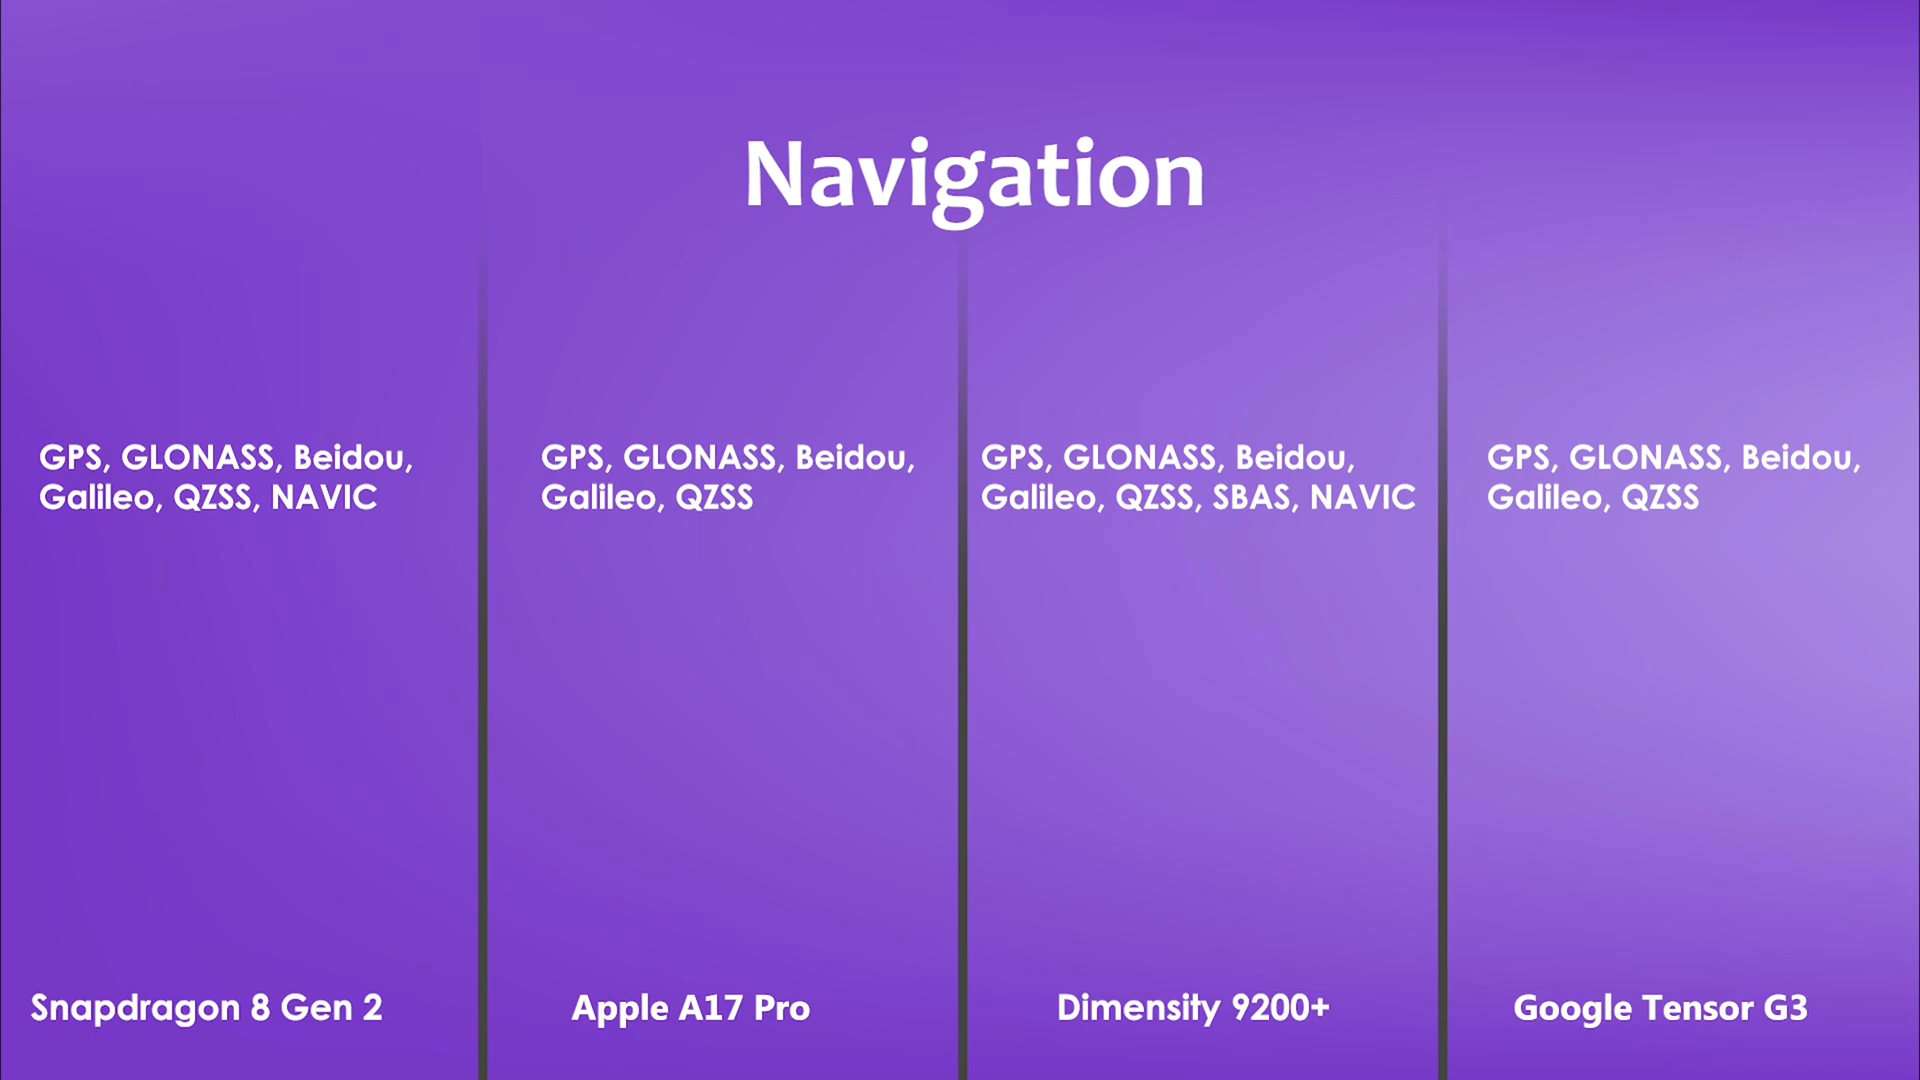 Navigation
GPS, GLONASS, Beidou,
Galileo, QZSS, NAVIC
GPS, GLONASS, Beidou,
Galileo, QZSS
GPS, GLONASS, Beidou,
Galileo, QZSS, SBAS, NAVIC
GPS, GLONASS, Beidou,
Galileo, QZSS
Snapdragon 8 Gen 2
Apple A17 Pro
Dimensity 9200+
Google Tensor G3